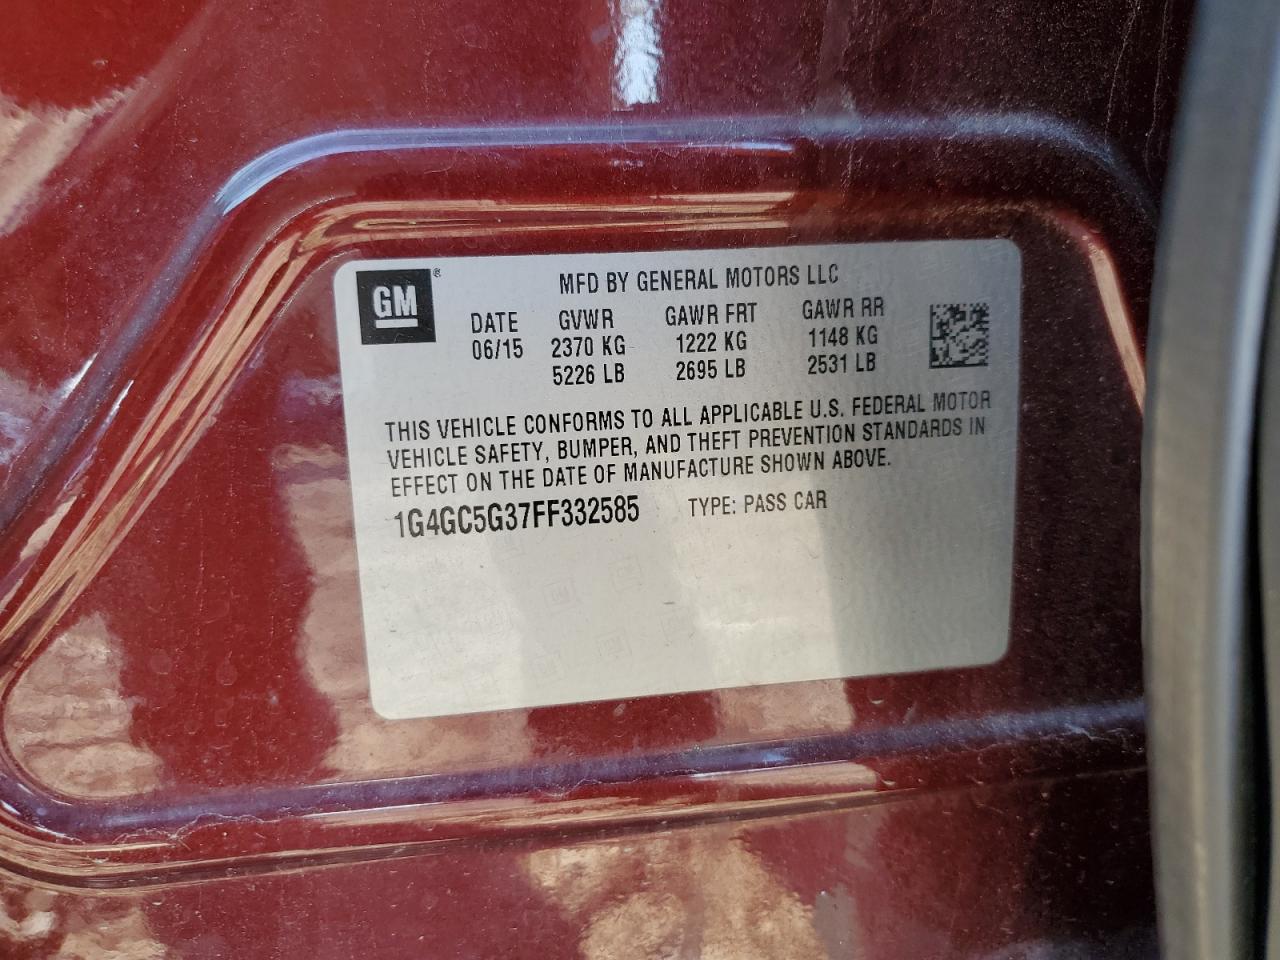 GM ®
MFD BY GENERAL MOTORS LLC
DATE GVWR GAWR FRT GAWR RR
06/15 2370 KG 1222 KG 1148 KG
5226 LB 2695 LB 2531 LB
THIS VEHICLE CONFORMS TO ALL APPLICABLE U.S. FEDERAL MOTOR
VEHICLE SAFETY, BUMPER, AND THEFT PREVENTION STANDARDS IN
EFFECT ON THE DATE OF MANUFACTURE SHOWN ABOVE.
1G4GC5G37FF332585 TYPE: PASS CAR